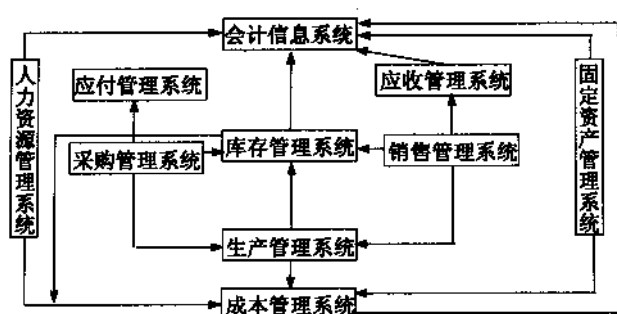 会计信息系统
人力资源管理系统
应付管理系统
应收管理系统
固定资产管理系统
采购管理系统
库存管理系统
销售管理系统
生产管理系统
成本管理系统